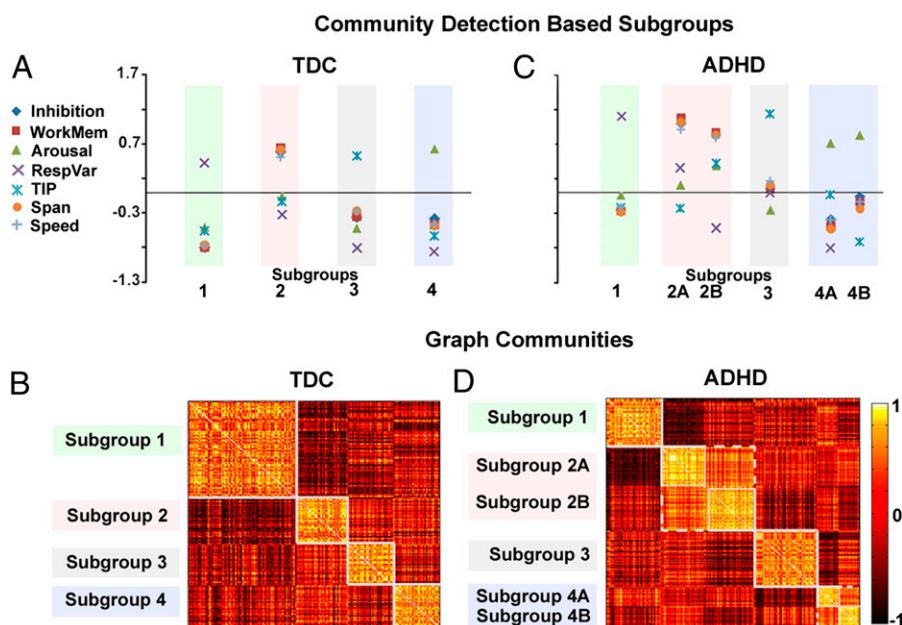 Community Detection Based Subgroups
A
TDC
C
ADHD
1.7
0.7
-0.3
-1.3
Inhibition
WorkMem
Arousal
RespVar
TIP
Span
Speed
Subgroups
1 2 3 4
Subgroups
1 2A 2B 3 4A 4B
Graph Communities
B
TDC
D
ADHD
Subgroup 1
Subgroup 2
Subgroup 3
Subgroup 4
Subgroup 1
Subgroup 2A
Subgroup 2B
Subgroup 3
Subgroup 4A
Subgroup 4B
1
0
-1